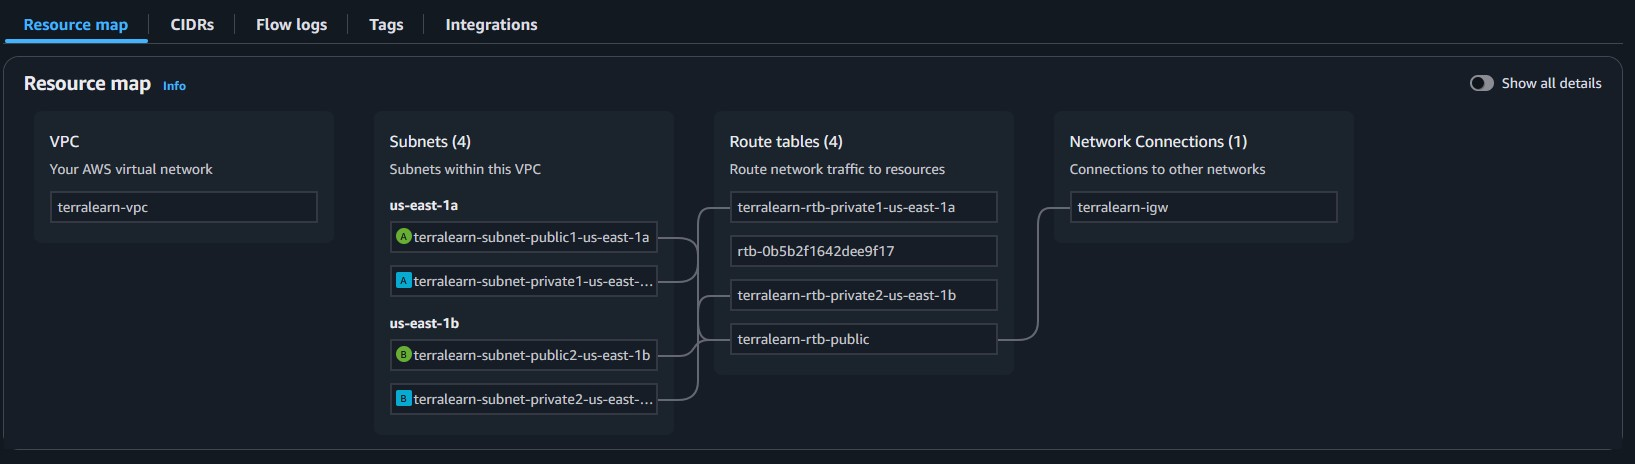 Resource map
CIDRs
Flow logs
Tags
Integrations
Resource map Info
Show all details
VPC
Your AWS virtual network
terralearn-vpc
Subnets (4)
Subnets within this VPC
us-east-1a
A terralearn-subnet-public1-us-east-1a
A terralearn-subnet-private1-us-east-...
us-east-1b
B terralearn-subnet-public2-us-east-1b
B terralearn-subnet-private2-us-east-...
Route tables (4)
Route network traffic to resources
terralearn-rtb-private1-us-east-1a
rtb-0b5b2f1642dee9f17
terralearn-rtb-private2-us-east-1b
terralearn-rtb-public
Network Connections (1)
Connections to other networks
terralearn-igw